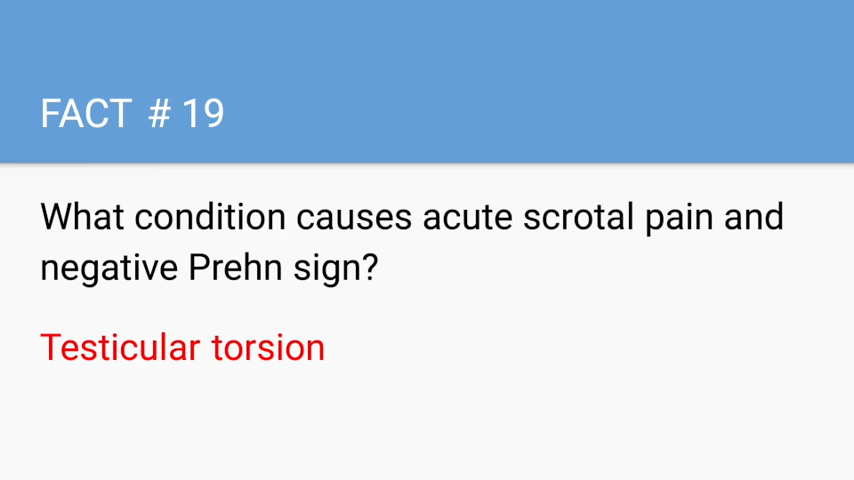 FACT # 19
What condition causes acute scrotal pain and
negative Prehn sign?
Testicular torsion